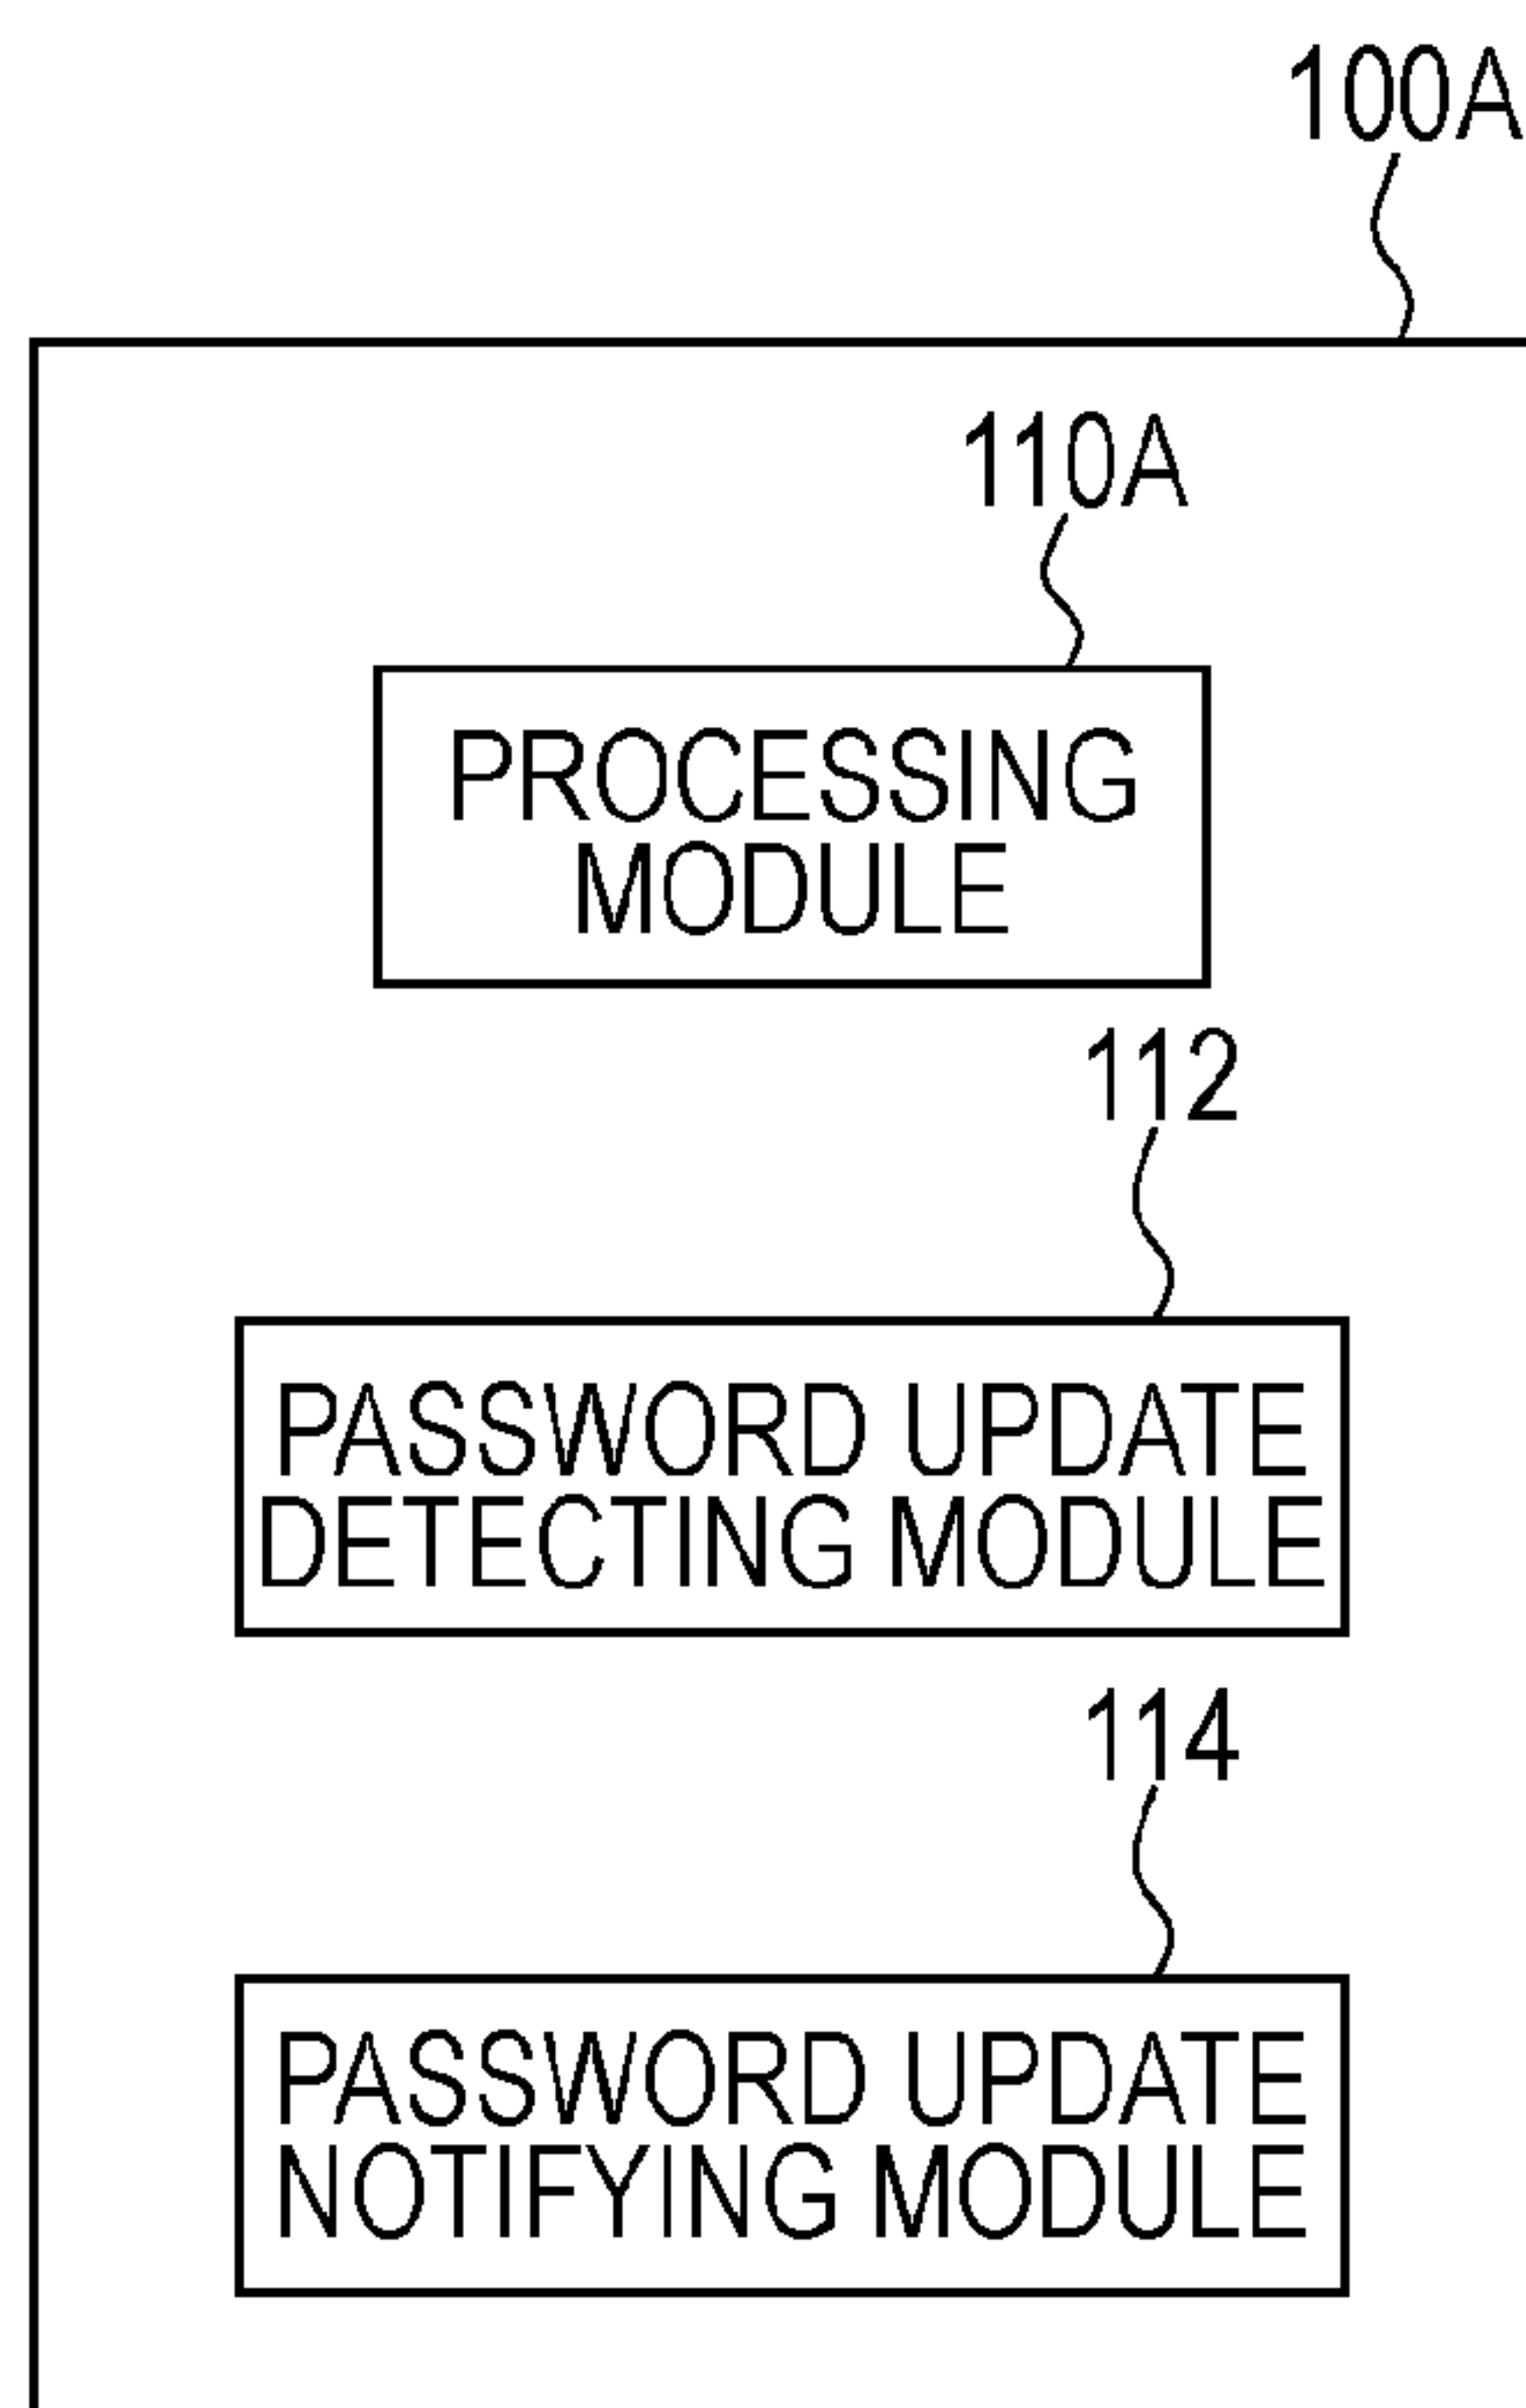 100A
110A
PROCESSING
MODULE
112
PASSWORD UPDATE
DETECTING MODULE
114
PASSWORD UPDATE
NOTIFYING MODULE